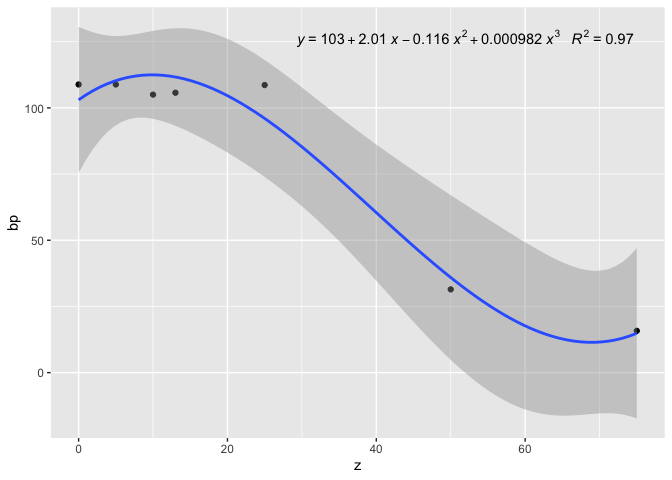 y = 103 + 2.01 x − 0.116 x² + 0.000982 x³ R² = 0.97
100
50
0
bp
0 20 40 60
z